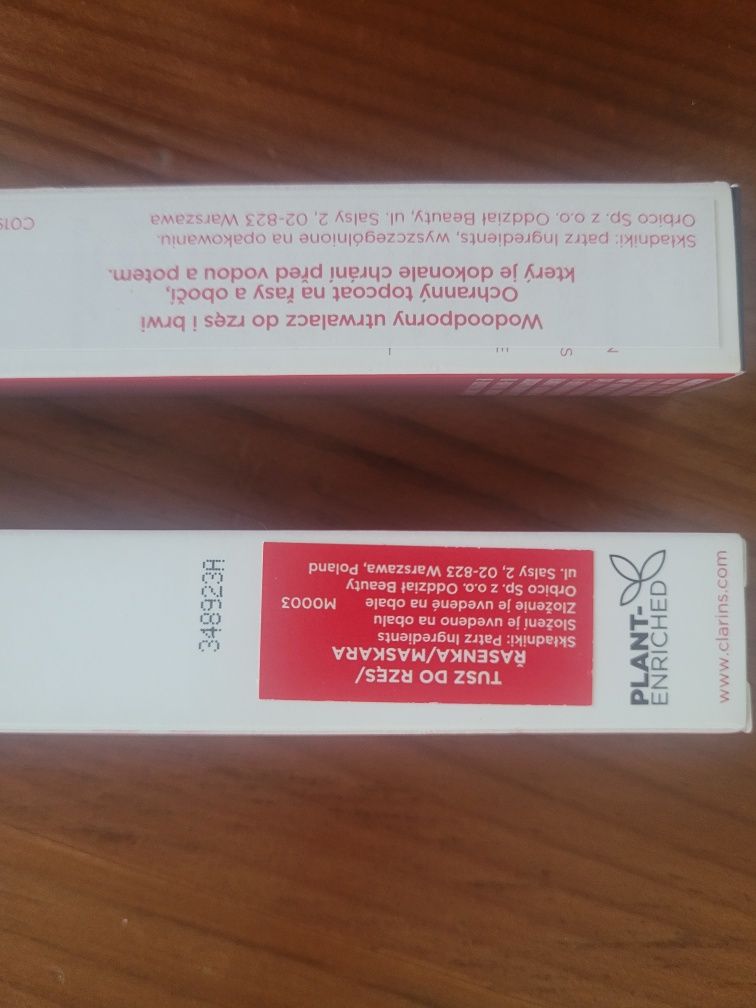 Wodoodporny utrwalacz do rzęs i brwi
Ochranný topcoat na řasy a obočí,
který je dokonale chrání před vodou a potem.
Składniki: patrz Ingredients, wyszczególnione na opakowaniu.
Orbico Sp. z o.o. Oddział Beauty, ul. Salsy 2, 02-823 Warszawa
TUSZ DO RZĘS/
ŘASENKA/MASKARA
Składniki: Patrz Ingredients
Složení je uvedeno na obalu
Zloženie je uvedené na obale M0003
Orbico Sp. z o.o. Oddział Beauty
ul. Salsy 2, 02-823 Warszawa, Poland
348923A
PLANT-
ENRICHED
www.clarins.com